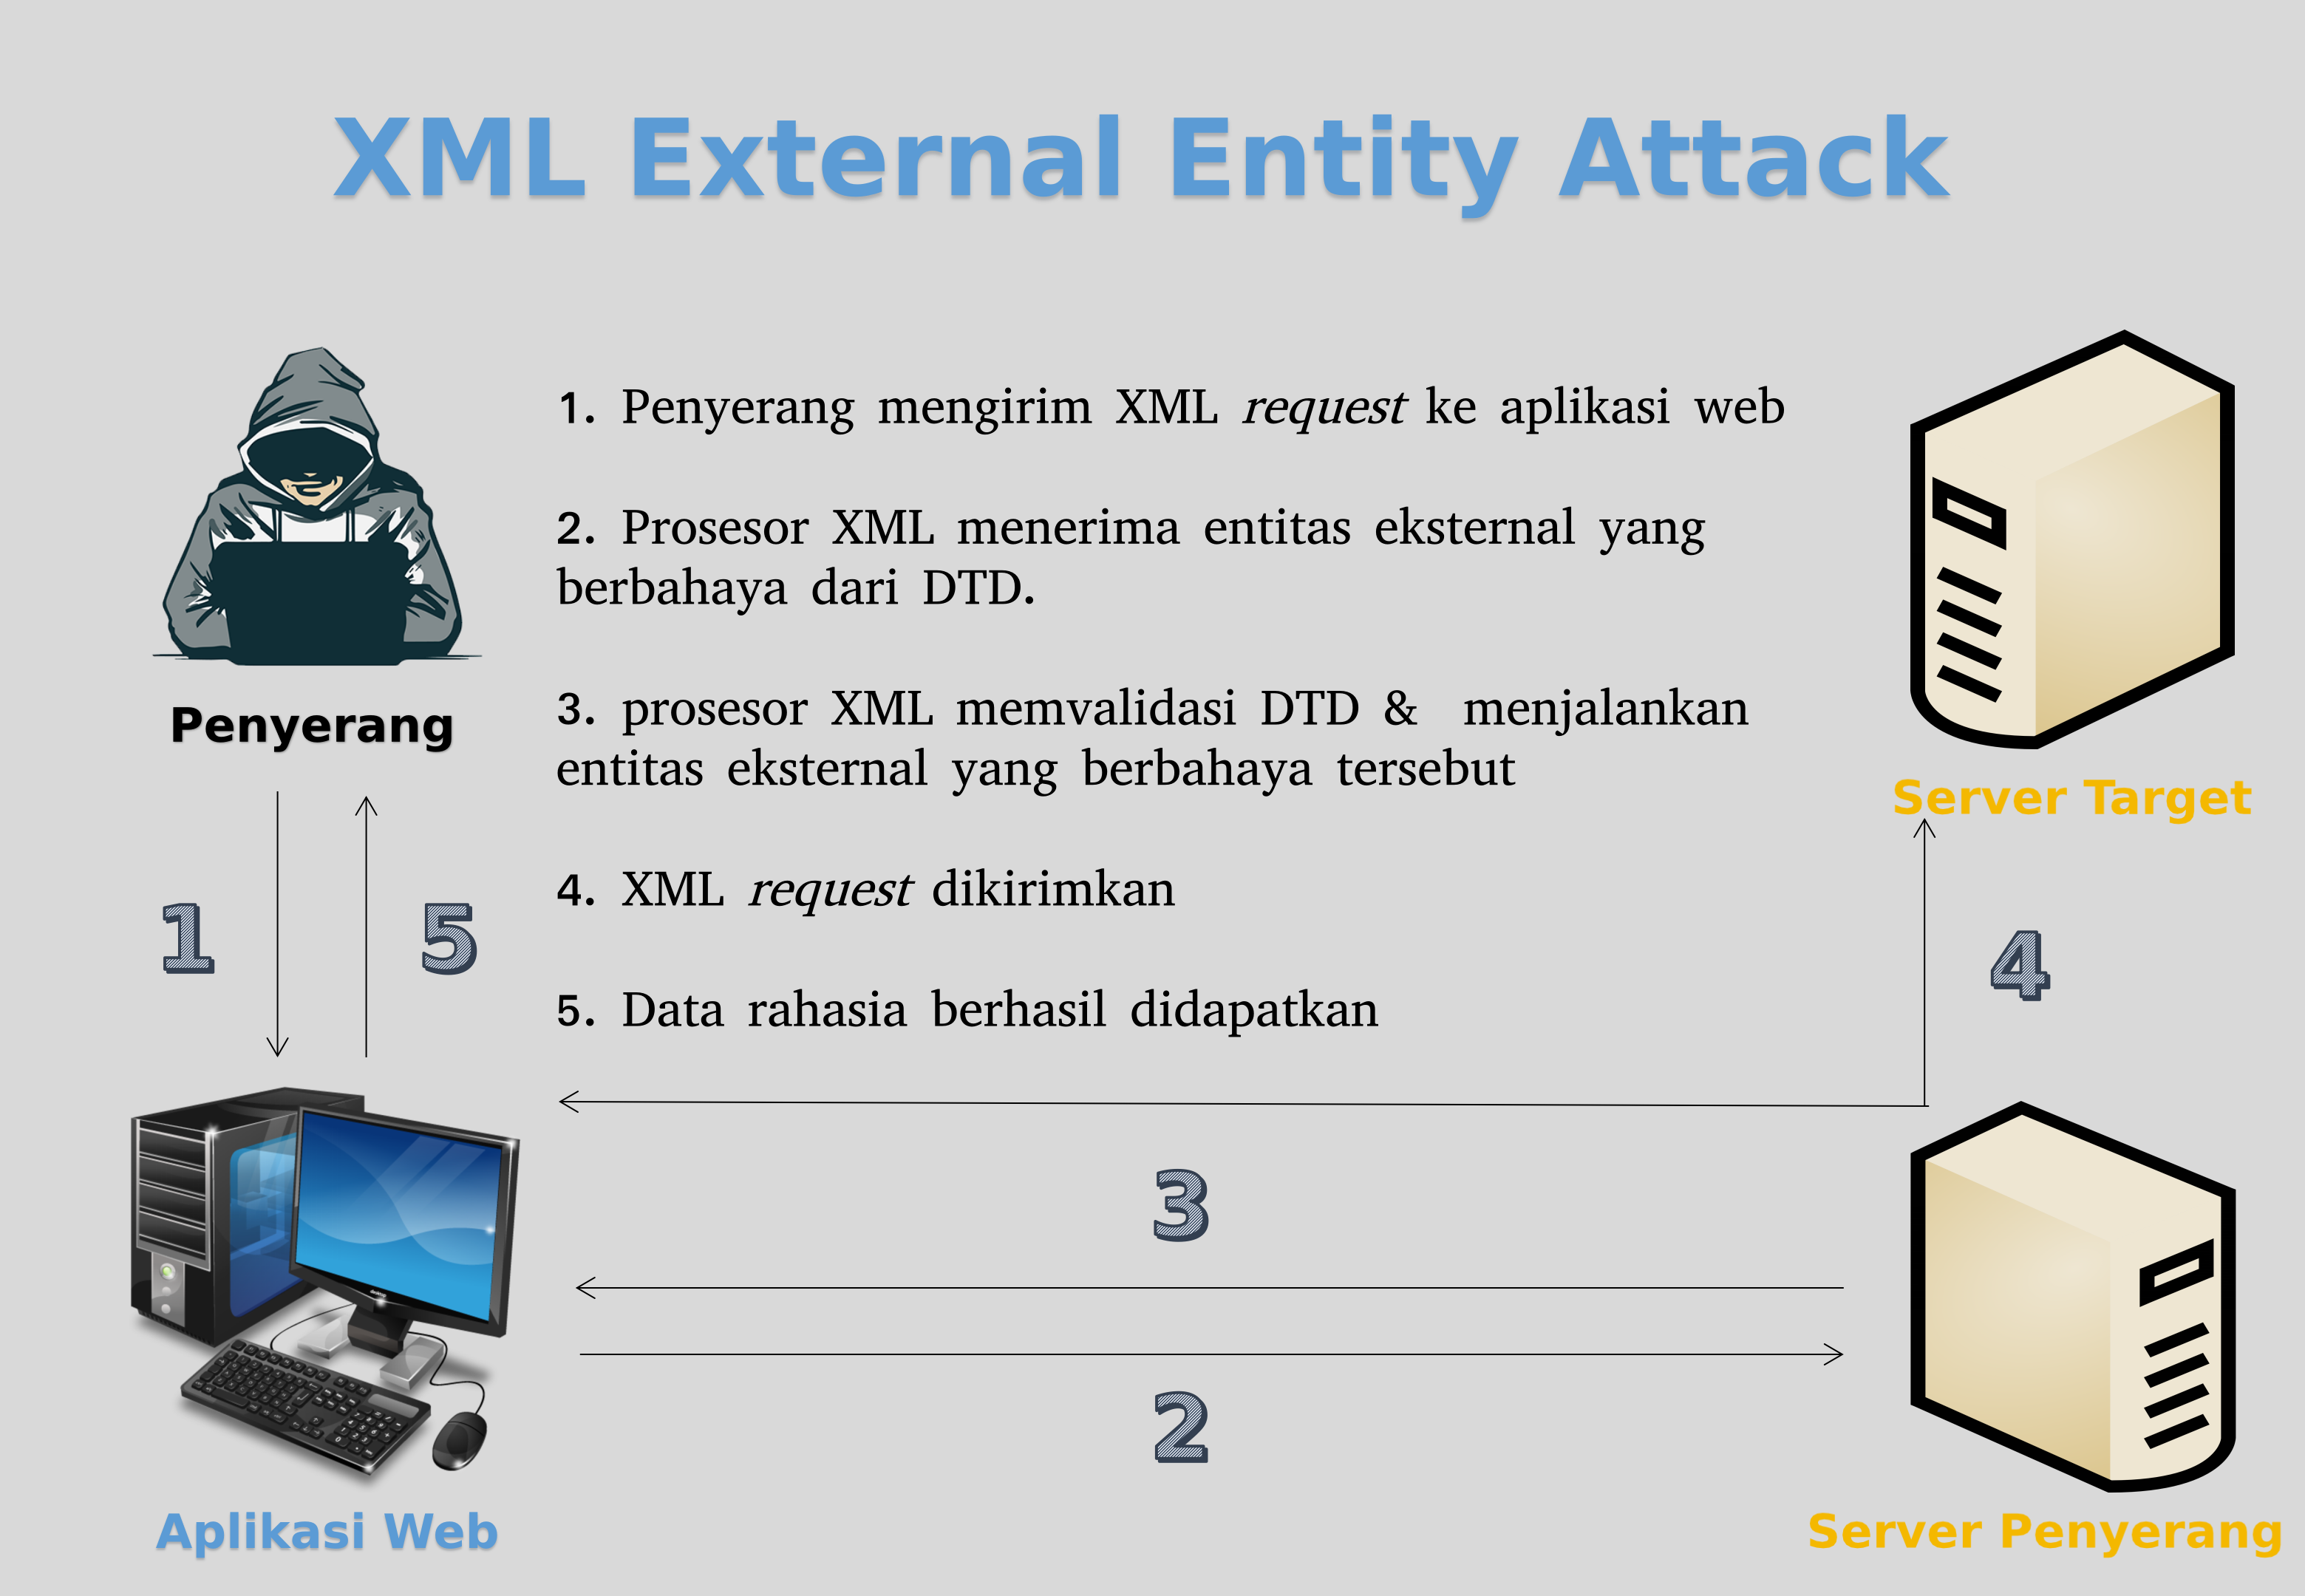 XML External Entity Attack
1. Penyerang mengirim XML request ke aplikasi web
2. Prosesor XML menerima entitas eksternal yang
berbahaya dari DTD.
3. prosesor XML memvalidasi DTD & menjalankan
entitas eksternal yang berbahaya tersebut
4. XML request dikirimkan
5. Data rahasia berhasil didapatkan
Penyerang
Server Target
1
5
4
3
2
Aplikasi Web
Server Penyerang